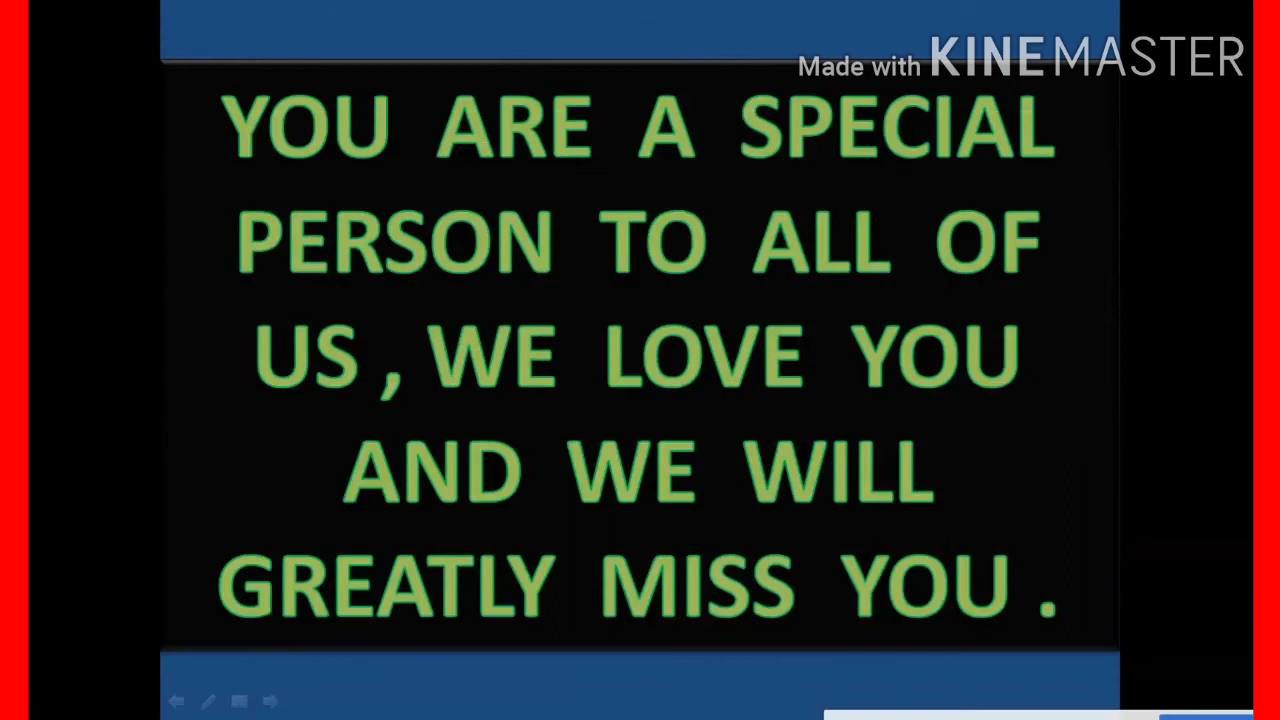 Made with KINEMASTER
YOU ARE A SPECIAL
PERSON TO ALL OF
US , WE LOVE YOU
AND WE WILL
GREATLY MISS YOU .